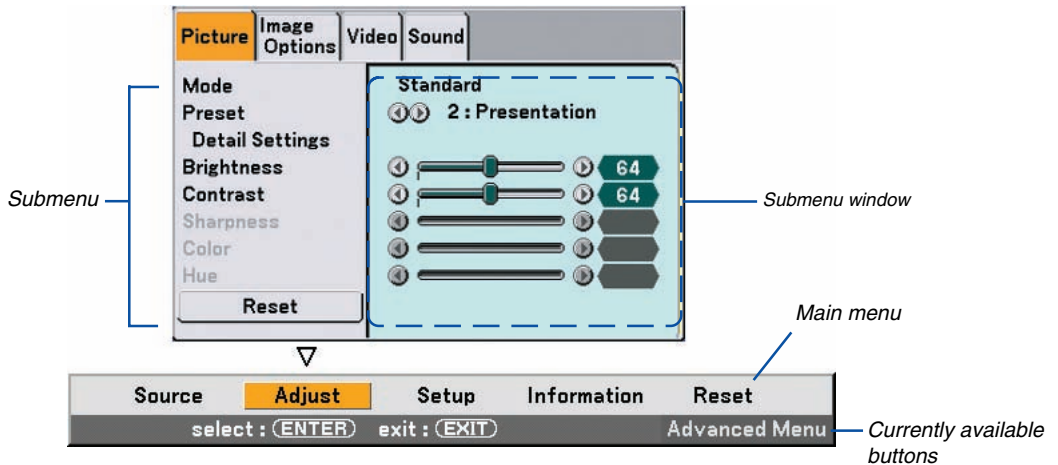 Picture Image Options Video Sound
Mode Standard
Preset 2 : Presentation
Detail Settings
Brightness 64
Contrast 64
Sharpness
Color
Hue
Reset
Submenu
Submenu window
Main menu
Source Adjust Setup Information Reset
select : ENTER exit : EXIT Advanced Menu
Currently available
buttons